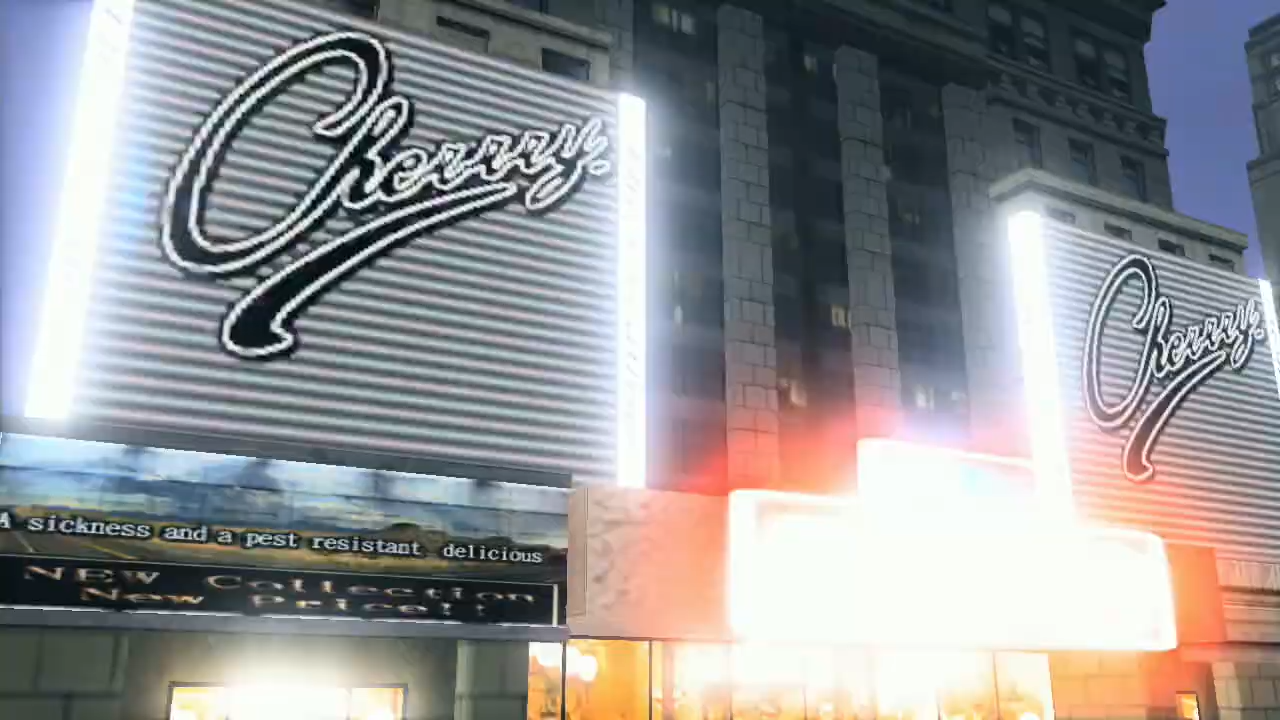 Cherry.
Cherry.
A sickness and a pest resistant delicious
NEW Collection
New price!!